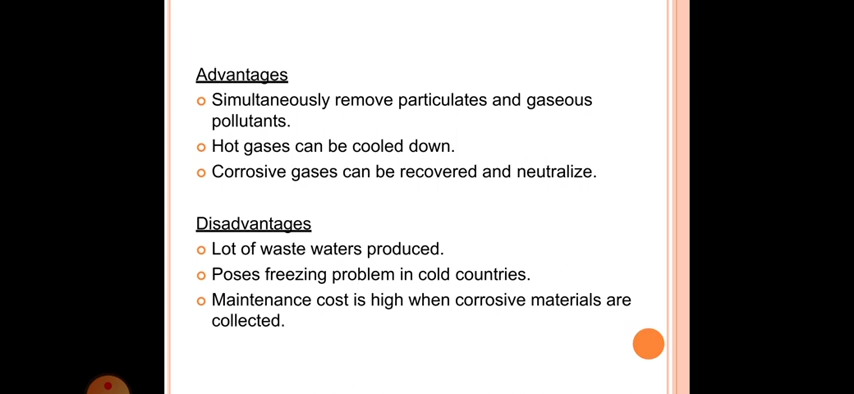 Advantages
Simultaneously remove particulates and gaseous
pollutants.
Hot gases can be cooled down.
Corrosive gases can be recovered and neutralize.
Disadvantages
Lot of waste waters produced.
Poses freezing problem in cold countries.
Maintenance cost is high when corrosive materials are
collected.